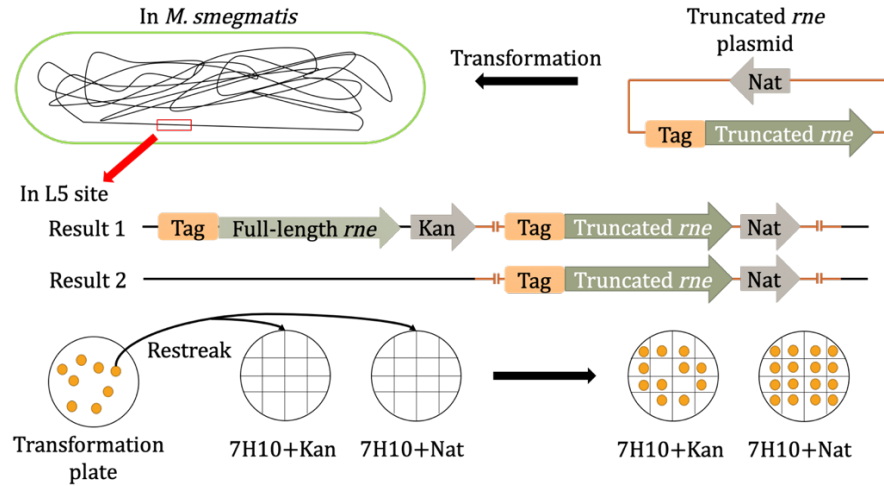 In M. smegmatis
Truncated rne
plasmid
Transformation
Nat
Tag Truncated rne
In L5 site
Result 1 Tag Full-length rne Kan Tag Truncated rne Nat
Result 2 Tag Truncated rne Nat
Restreak
Transformation
plate
7H10+Kan 7H10+Nat 7H10+Kan 7H10+Nat